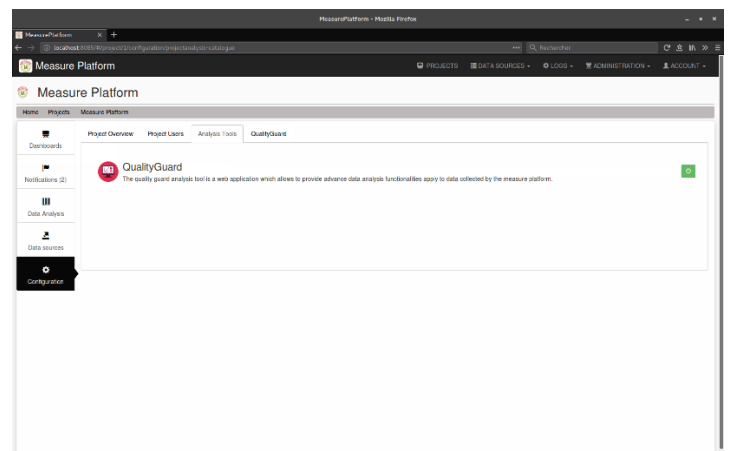 MeasurePlatform - Mozilla Firefox
MeasurePlatform × +
localhost:8085/#/project/1/configuration/projectanalysis-catalogue
Rechercher
Measure Platform
PROJECTS DATA SOURCES LOGS ADMINISTRATION ACCOUNT
Measure Platform
Home Projects Measure Platform
Dashboards
Notifications (2)
Data Analysis
Data sources
Configuration
Project Overview Project Users Analysis Tools QualityGuard
QualityGuard
The quality guard analysis tool is a web application which allows to provide advance data analysis functionalities apply to data collected by the measure platform.